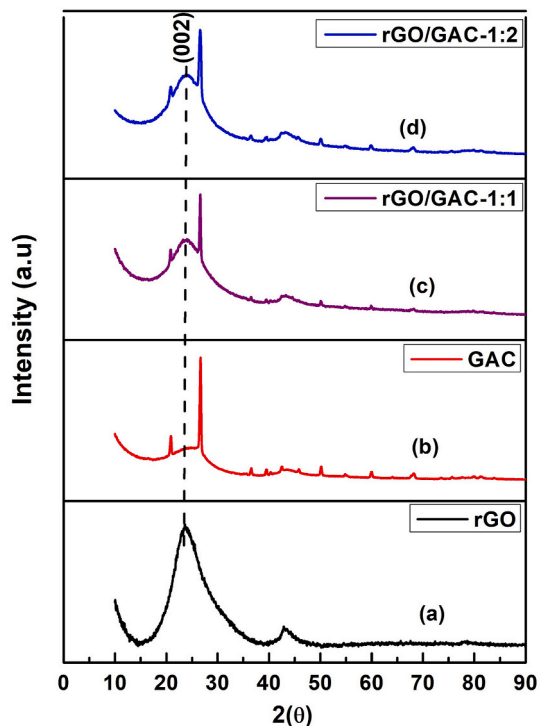 rGO/GAC-1:2
(002)
(d)
rGO/GAC-1:1
(c)
GAC
(b)
rGO
(a)
Intensity (a.u)
0 10 20 30 40 50 60 70 80 90
2(θ)